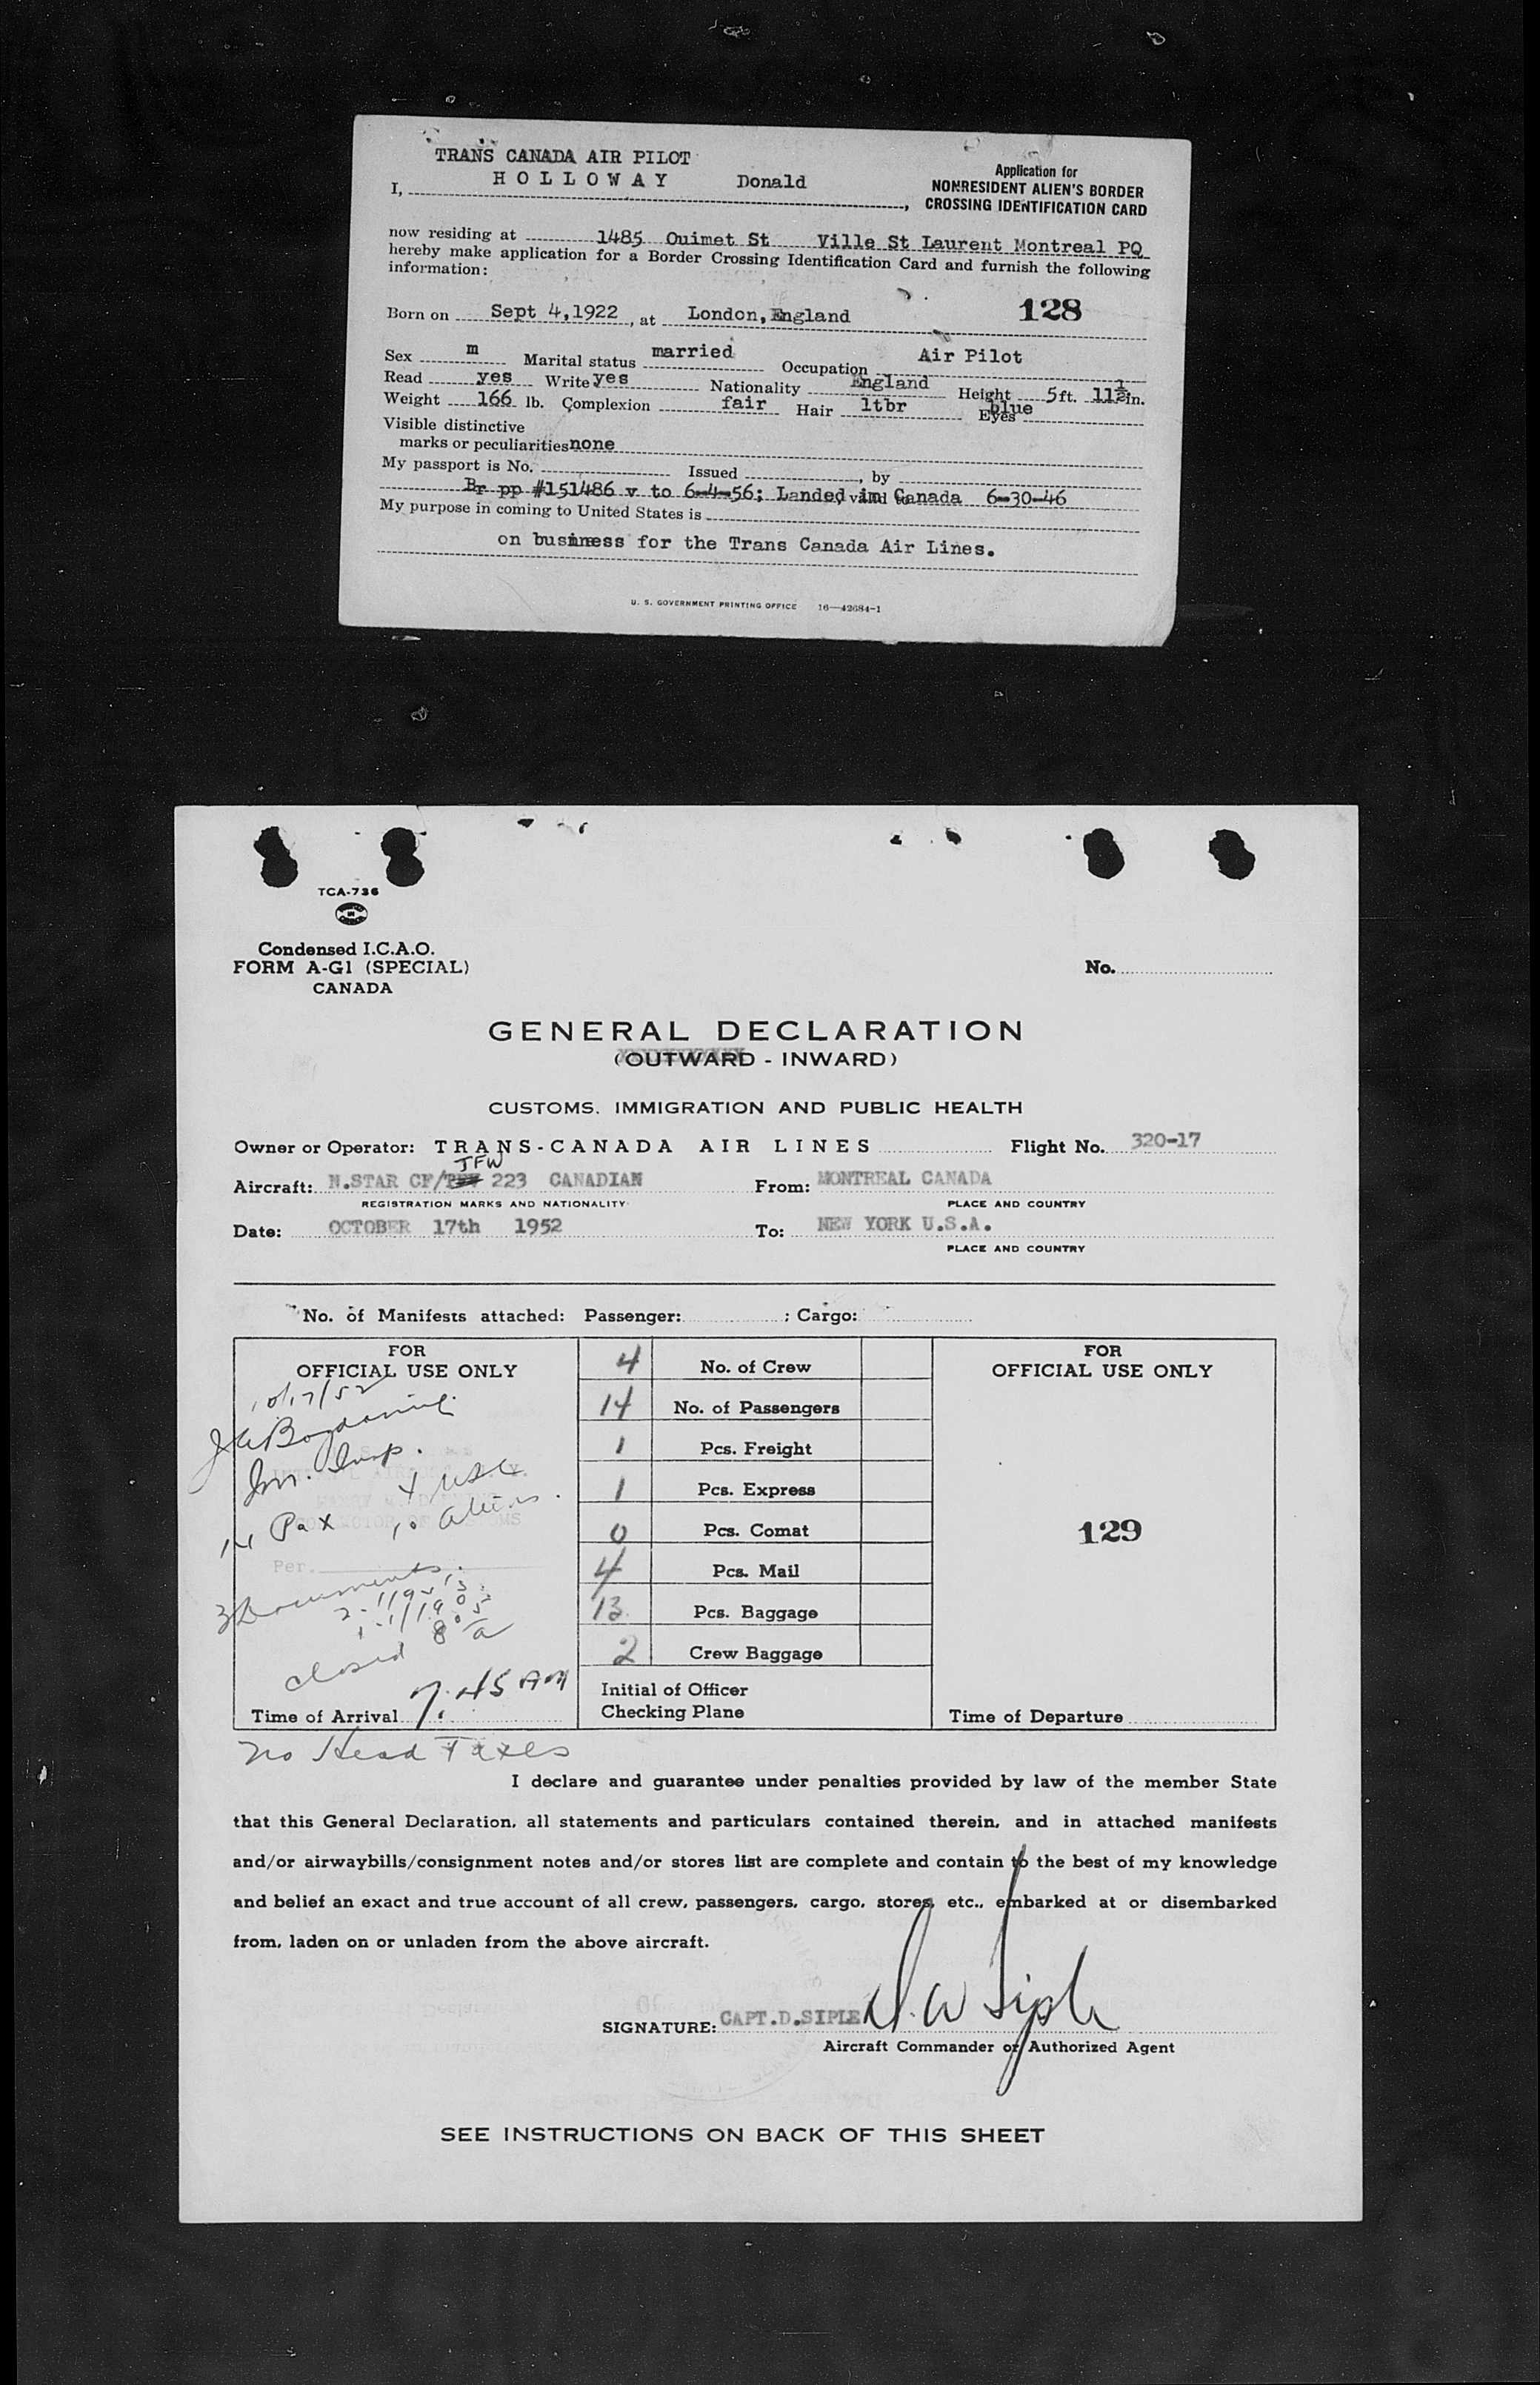 TRANS CANADA AIR PILOT
I, HOLLOWAY Donald ,
Application for
NONRESIDENT ALIEN'S BORDER
CROSSING IDENTIFICATION CARD
now residing at 1485 Ouimet St Ville St Laurent Montreal PQ
hereby make application for a Border Crossing Identification Card and furnish the following
information:
128
Born on Sept 4,1922 , at London, England
Sex m Marital status married Occupation Air Pilot
Read yes Write yes Nationality England Height 5 ft. 11½ in.
Weight 166 lb. Complexion fair Hair ltbr Eyes blue
Visible distinctive
marks or peculiarities none
My passport is No. Issued , by
Br pp #151486 v to 6-4-56; Landed in Canada 6-30-46
My purpose in coming to United States is
on business for the Trans Canada Air Lines.
U. S. GOVERNMENT PRINTING OFFICE 16—42684-1
TCA-736
Condensed I.C.A.O.
FORM A-G1 (SPECIAL)
CANADA
No.
GENERAL DECLARATION
(OUTWARD - INWARD)
CUSTOMS, IMMIGRATION AND PUBLIC HEALTH
Owner or Operator: TRANS-CANADA AIR LINES Flight No. 320-17
TFW
Aircraft: N.STAR CF/ 223 CANADIAN From: MONTREAL CANADA
REGISTRATION MARKS AND NATIONALITY PLACE AND COUNTRY
Date: OCTOBER 17th 1952 To: NEW YORK U.S.A.
PLACE AND COUNTRY
No. of Manifests attached: Passenger: ; Cargo:
FOR
OFFICIAL USE ONLY
10/17/52
Im. Insp.
4 USC
14 Pax 10 Aliens.
Per.
3 Documents.
closed
Time of Arrival 7:45 AM
4 No. of Crew
14 No. of Passengers
1 Pcs. Freight
1 Pcs. Express
0 Pcs. Comat
4 Pcs. Mail
13 Pcs. Baggage
2 Crew Baggage
Initial of Officer
Checking Plane
FOR
OFFICIAL USE ONLY
129
Time of Departure
No Head Taxes
I declare and guarantee under penalties provided by law of the member State
that this General Declaration, all statements and particulars contained therein, and in attached manifests
and/or airwaybills/consignment notes and/or stores list are complete and contain to the best of my knowledge
and belief an exact and true account of all crew, passengers, cargo, stores, etc., embarked at or disembarked
from, laden on or unladen from the above aircraft.
SIGNATURE: CAPT.D.SIPLE D. W Siple
Aircraft Commander or Authorized Agent
SEE INSTRUCTIONS ON BACK OF THIS SHEET